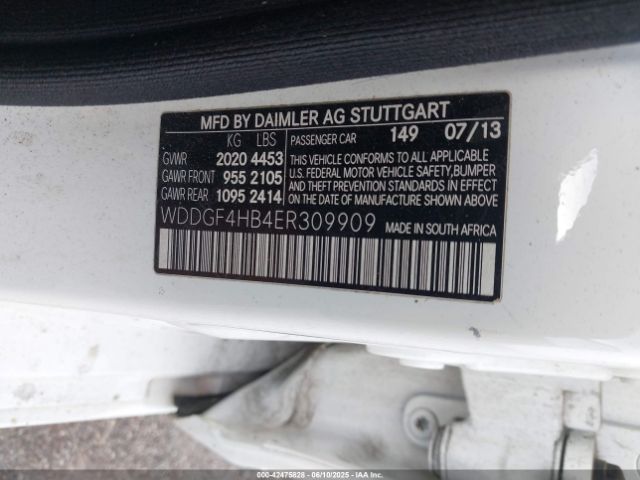 MFD BY DAIMLER AG STUTTGART
KG LBS PASSENGER CAR 149 07/13
GVWR 2020 4453
GAWR FRONT 955 2105
GAWR REAR 1095 2414
THIS VEHICLE CONFORMS TO ALL APPLICABLE
U.S. FEDERAL MOTOR VEHICLE SAFETY,BUMPER
AND THEFT PREVENTION STANDARDS IN EFFECT
ON THE DATE OF MANUFACTURE SHOWN ABOVE
WDDGF4HB4ER309909
MADE IN SOUTH AFRICA
000-42475828 06/10/2025 COPART